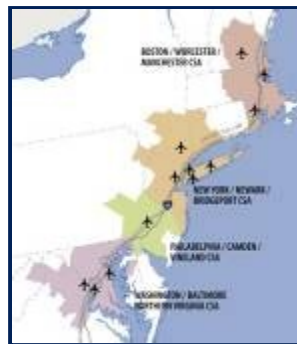 BOSTON / WORCESTER /
MANCHESTER CSA
NEW YORK / NEWARK /
BRIDGEPORT CSA
PHILADELPHIA / CAMDEN /
VINELAND CSA
WASHINGTON / BALTIMORE
NORTHERN VIRGINIA CSA